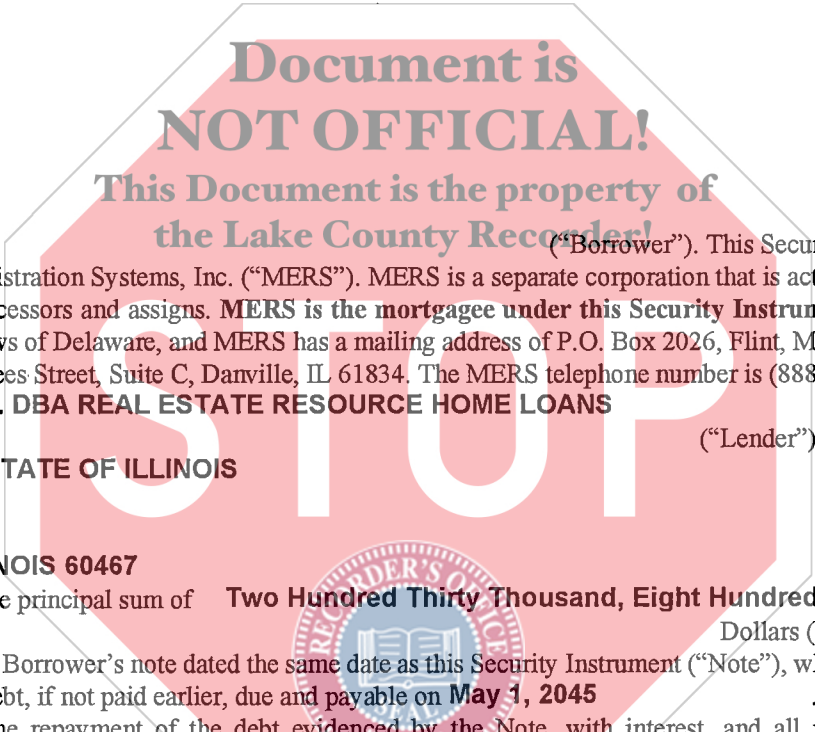 Document is
NOT OFFICIAL!
This Document is the property of
the Lake County Recorder!
("Borrower"). This Secur
istration Systems, Inc. ("MERS"). MERS is a separate corporation that is act
cessors and assigns. MERS is the mortgagee under this Security Instrum
vs of Delaware, and MERS has a mailing address of P.O. Box 2026, Flint, M
ees Street, Suite C, Danville, IL 61834. The MERS telephone number is (888
. DBA REAL ESTATE RESOURCE HOME LOANS
("Lender")
TATE OF ILLINOIS
STOP
NOIS 60467
e principal sum of Two Hundred Thirty Thousand, Eight Hundred
Dollars (
RECORDER'S OFFICE
Borrower's note dated the same date as this Security Instrument ("Note"), wh
ebt, if not paid earlier, due and payable on May 1, 2045
SEAL
he repayment of the debt evidenced by the Note, with interest, and all